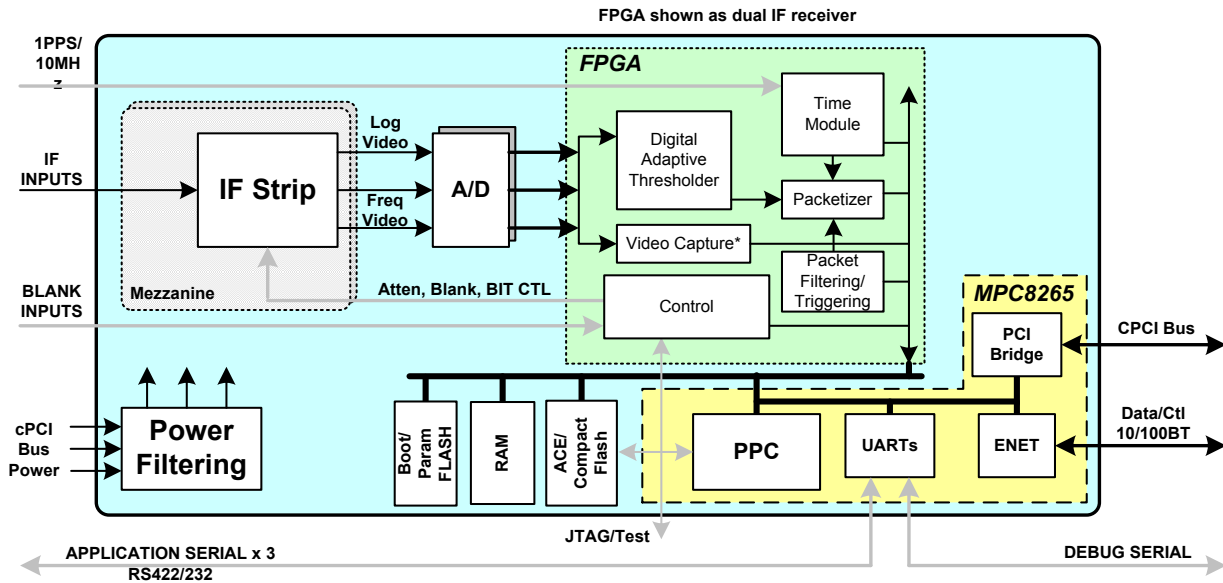 FPGA shown as dual IF receiver
1PPS/
10MH
z
FPGA
Time
Module
Log
Video
Digital
Adaptive
Thresholder
IF
INPUTS
IF Strip
A/D
Packetizer
Freq
Video
Video Capture*
Packet
Filtering/
Triggering
Mezzanine
BLANK
INPUTS
Atten, Blank, BIT CTL
Control
MPC8265
PCI
Bridge
CPCI Bus
cPCI
Bus
Power
Power
Filtering
Boot/
Param
FLASH
RAM
ACE/
Compact
Flash
PPC
UARTs
ENET
Data/Ctl
10/100BT
JTAG/Test
APPLICATION SERIAL x 3
RS422/232
DEBUG SERIAL